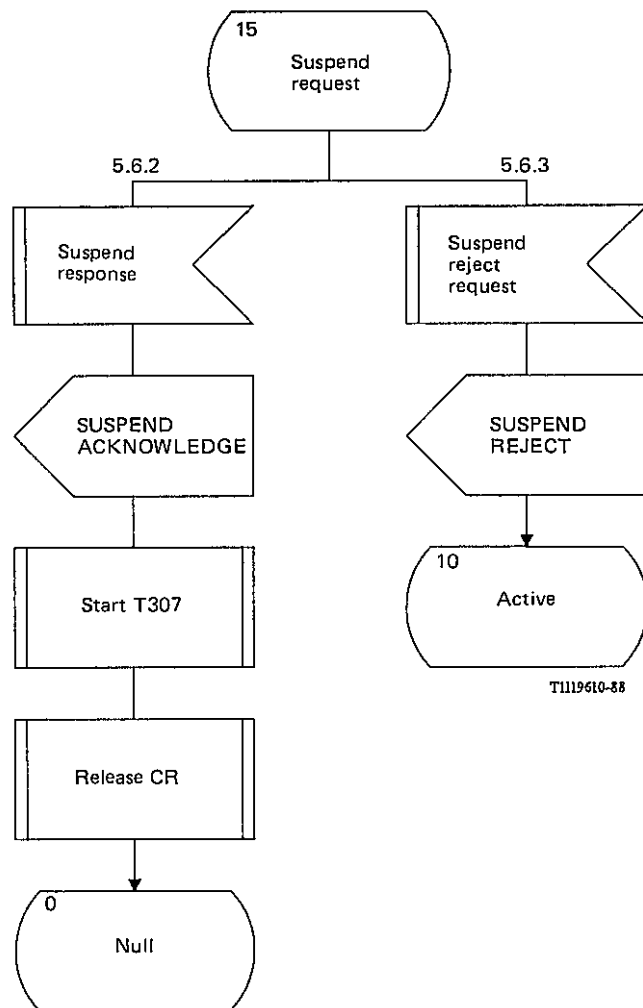 15
Suspend
request
5.6.2
5.6.3
Suspend
response
Suspend
reject
request
SUSPEND
ACKNOWLEDGE
SUSPEND
REJECT
Start T307
10
Active
T1119610-88
Release CR
0
Null